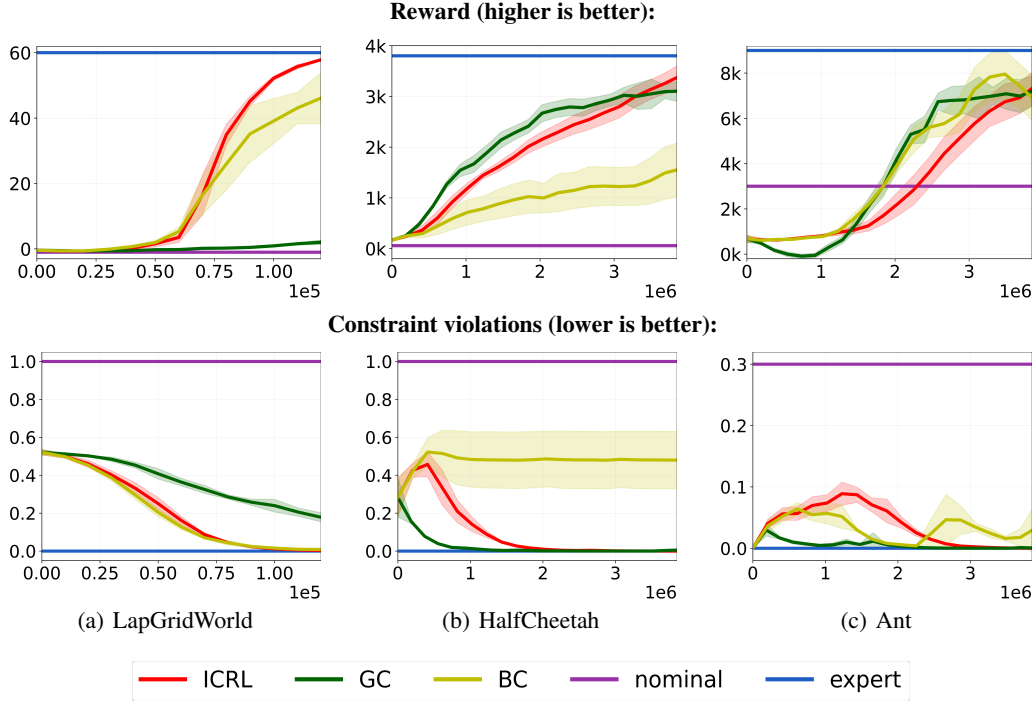 Reward (higher is better):
60
40
20
0
0.00 0.25 0.50 0.75 1.00
1e5
4k
3k
2k
1k
0k
0 1 2 3
1e6
8k
6k
4k
2k
0k
0 1 2 3
1e6
Constraint violations (lower is better):
1.0
0.8
0.6
0.4
0.2
0.0
0.00 0.25 0.50 0.75 1.00
1e5
1.0
0.8
0.6
0.4
0.2
0.0
0 1 2 3
1e6
0.3
0.2
0.1
0.0
0 1 2 3
1e6
(a) LapGridWorld
(b) HalfCheetah
(c) Ant
ICRL GC BC nominal expert